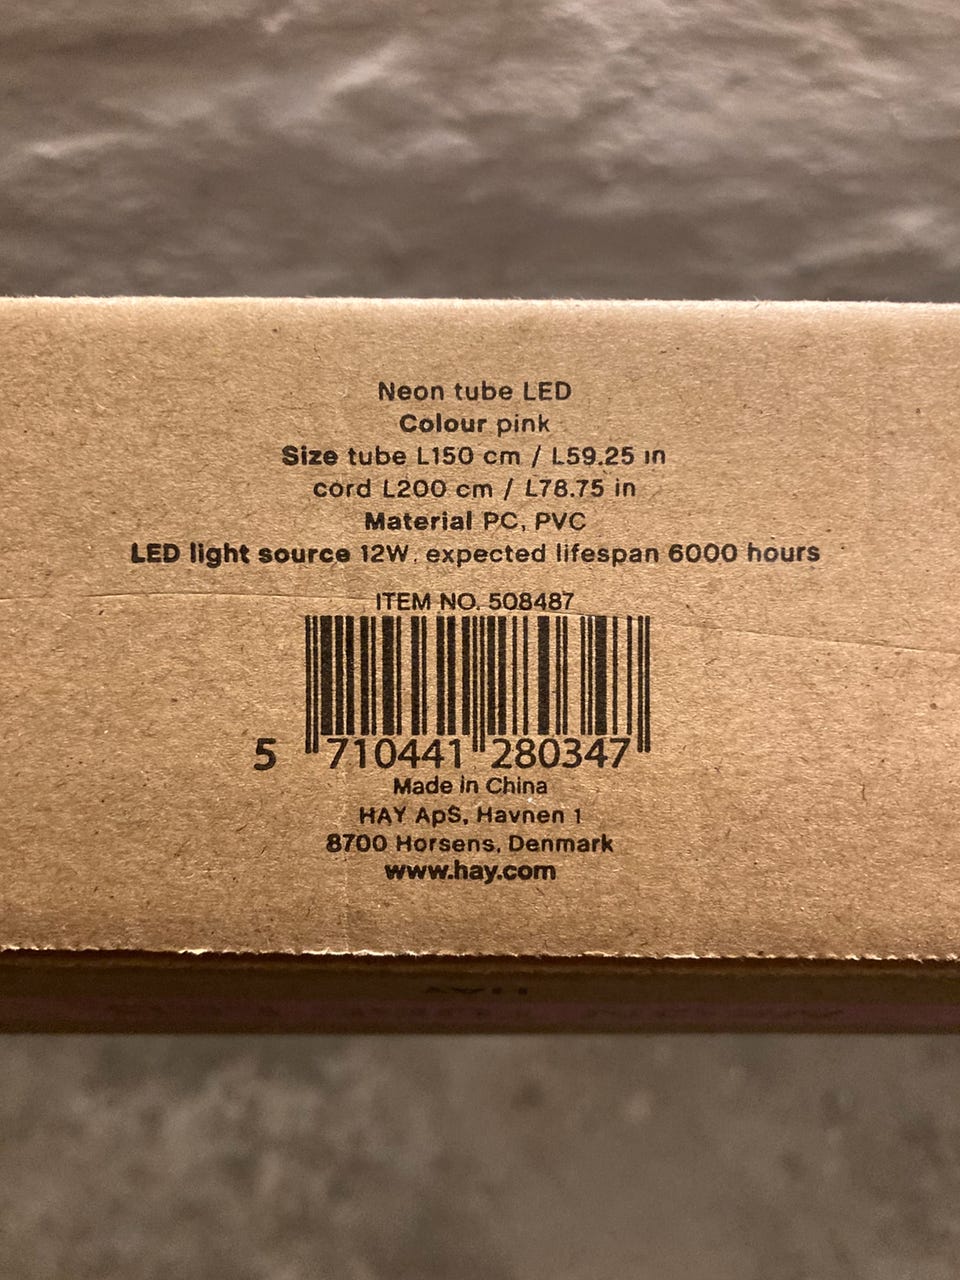 Neon tube LED
Colour pink
Size tube L150 cm / L59.25 in
cord L200 cm / L78.75 in
Material PC, PVC
LED light source 12W, expected lifespan 6000 hours
ITEM NO. 508487
5 710441 280347
Made in China
HAY ApS, Havnen 1
8700 Horsens, Denmark
www.hay.com